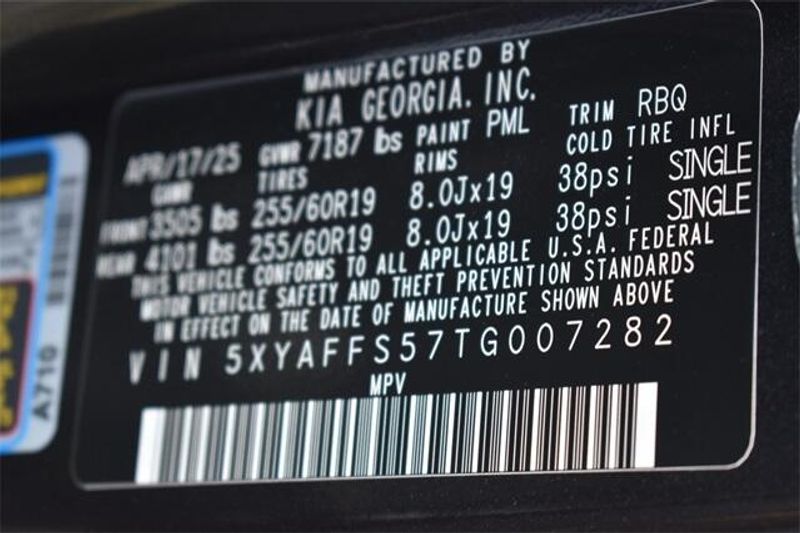 MANUFACTURED BY
KIA GEORGIA, INC.
APR/17/25 GVWR 7187 lbs PAINT PML TRIM RBQ
GAWR TIRES RIMS COLD TIRE INFL
FRONT 3505 lbs 255/60R19 8.0Jx19 38psi SINGLE
REAR 4101 lbs 255/60R19 8.0Jx19 38psi SINGLE
THIS VEHICLE CONFORMS TO ALL APPLICABLE U.S.A. FEDERAL
MOTOR VEHICLE SAFETY AND THEFT PREVENTION STANDARDS
IN EFFECT ON THE DATE OF MANUFACTURE SHOWN ABOVE
VIN 5XYAFFS57TG007282
MPV
A710